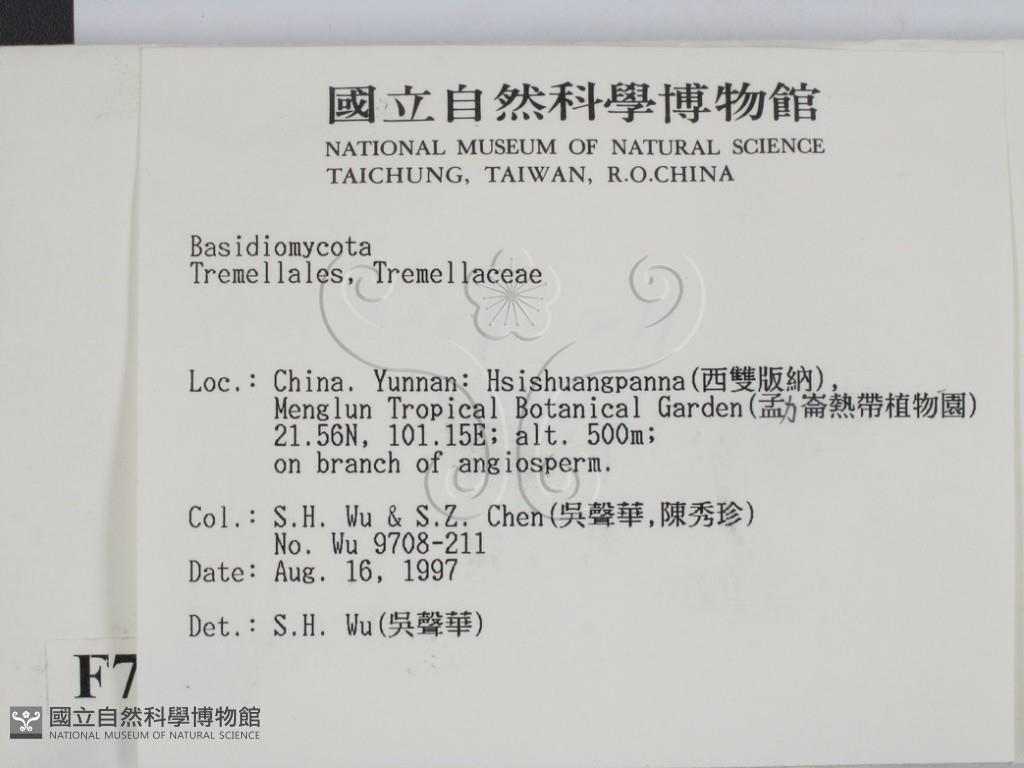 國立自然科學博物館
NATIONAL MUSEUM OF NATURAL SCIENCE
TAICHUNG, TAIWAN, R.O.CHINA
Basidiomycota
Tremellales, Tremellaceae
Loc.: China. Yunnan: Hsishuangpanna(西雙版納),
Menglun Tropical Botanical Garden(勐崙熱帶植物園)
21.56N, 101.15E; alt. 500m;
on branch of angiosperm.
Col.: S.H. Wu & S.Z. Chen(吳聲華,陳秀珍)
No. Wu 9708-211
Date: Aug. 16, 1997
Det.: S.H. Wu(吳聲華)
F7
國立自然科學博物館
NATIONAL MUSEUM OF NATURAL SCIENCE